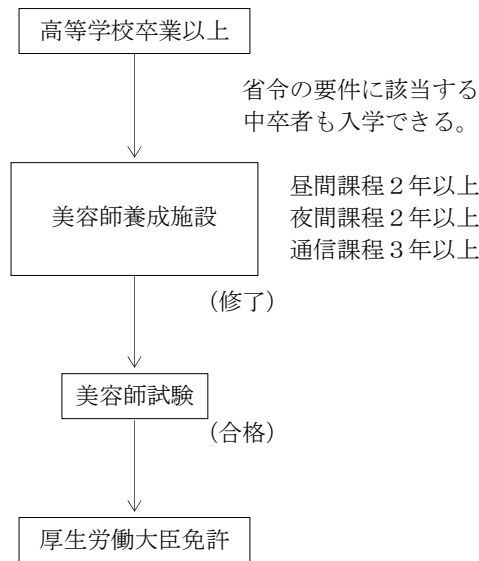 高等学校卒業以上
省令の要件に該当する
中卒者も入学できる。
美容師養成施設
昼間課程２年以上
夜間課程２年以上
通信課程３年以上
（修了）
美容師試験
（合格）
厚生労働大臣免許